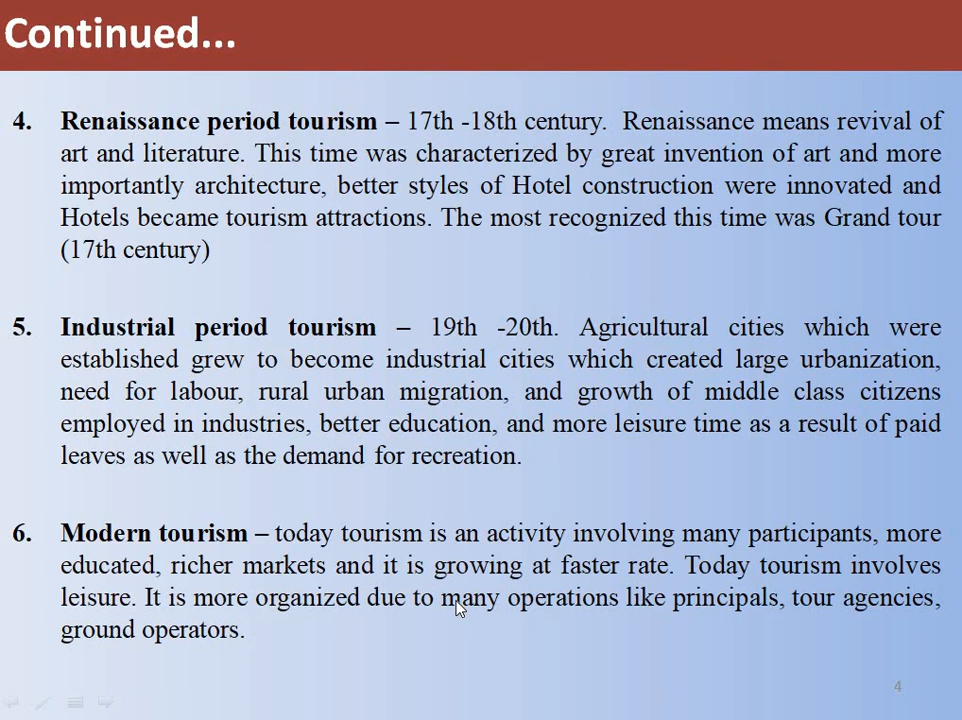 Continued...
4. Renaissance period tourism – 17th -18th century. Renaissance means revival of
art and literature. This time was characterized by great invention of art and more
importantly architecture, better styles of Hotel construction were innovated and
Hotels became tourism attractions. The most recognized this time was Grand tour
(17th century)
5. Industrial period tourism – 19th -20th. Agricultural cities which were
established grew to become industrial cities which created large urbanization,
need for labour, rural urban migration, and growth of middle class citizens
employed in industries, better education, and more leisure time as a result of paid
leaves as well as the demand for recreation.
6. Modern tourism – today tourism is an activity involving many participants, more
educated, richer markets and it is growing at faster rate. Today tourism involves
leisure. It is more organized due to many operations like principals, tour agencies,
ground operators.
4